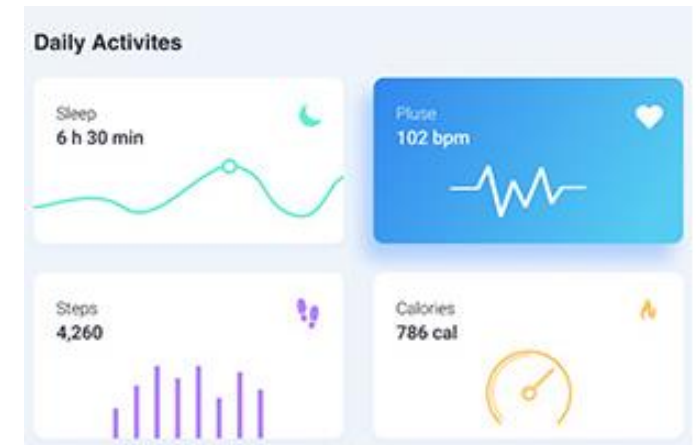 Daily Activites
Sleep
6 h 30 min
Pluse
102 bpm
Steps
4,260
Calories
786 cal